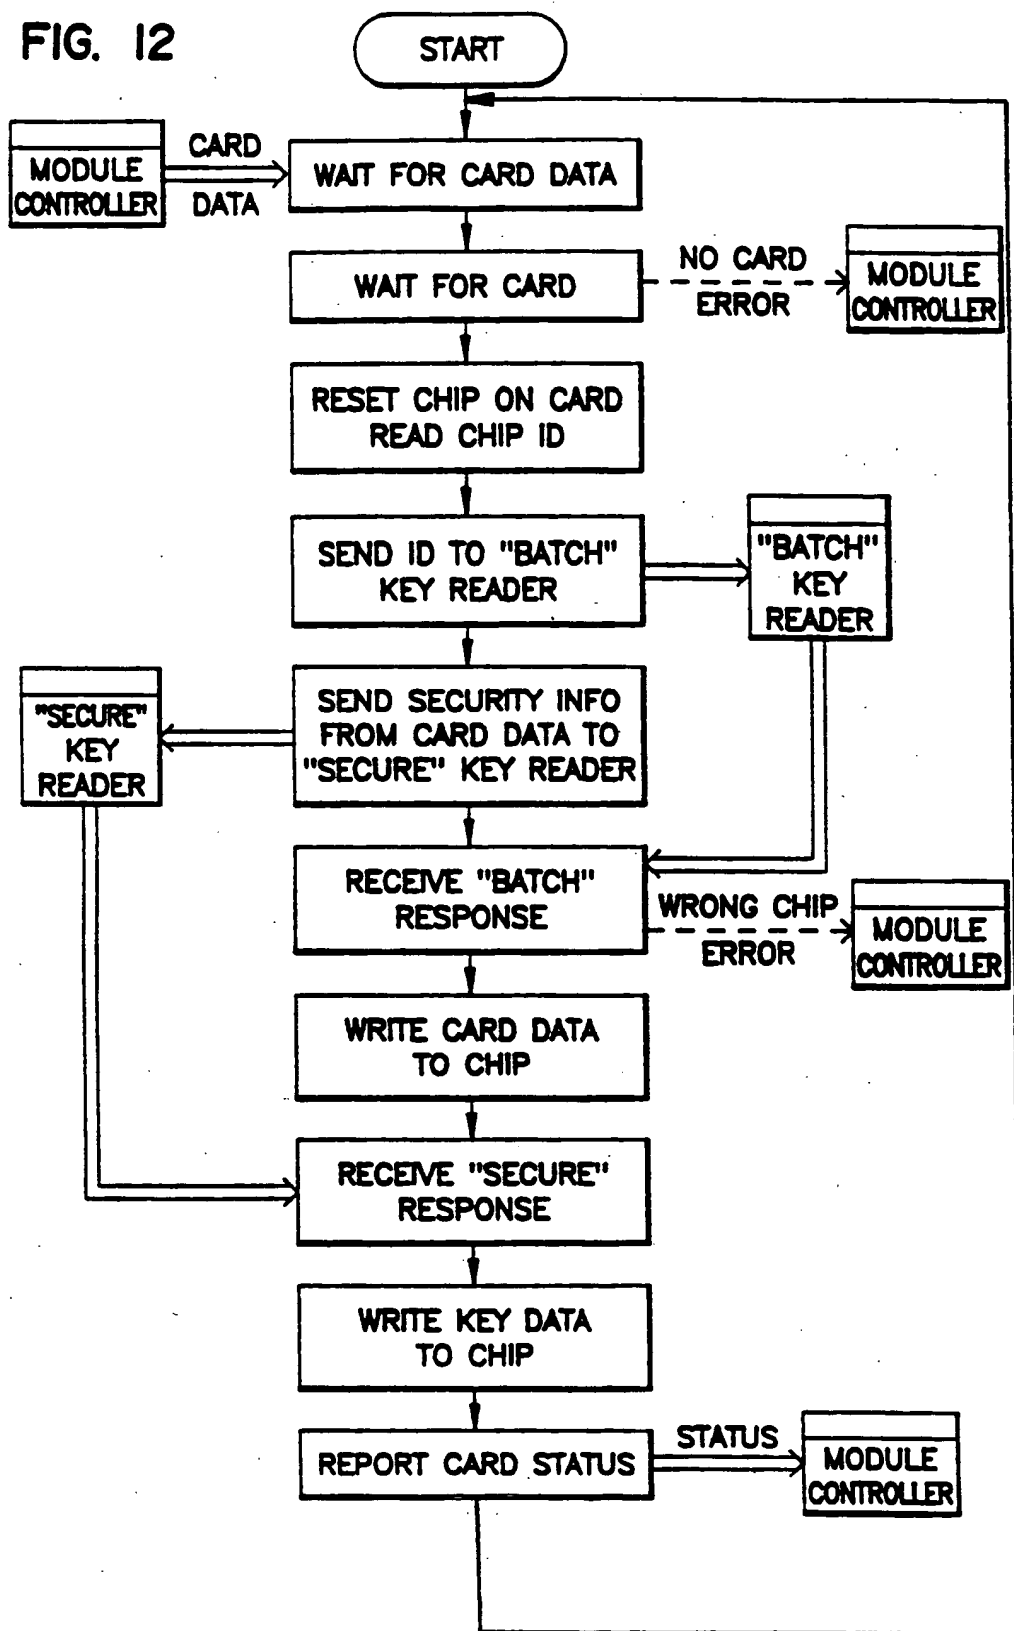 FIG. 12
START
MODULE
CONTROLLER
CARD
DATA
WAIT FOR CARD DATA
WAIT FOR CARD
NO CARD
ERROR
MODULE
CONTROLLER
RESET CHIP ON CARD
READ CHIP ID
SEND ID TO "BATCH"
KEY READER
"BATCH"
KEY
READER
SEND SECURITY INFO
FROM CARD DATA TO
"SECURE" KEY READER
"SECURE"
KEY
READER
RECEIVE "BATCH"
RESPONSE
WRONG CHIP
ERROR
MODULE
CONTROLLER
WRITE CARD DATA
TO CHIP
RECEIVE "SECURE"
RESPONSE
WRITE KEY DATA
TO CHIP
REPORT CARD STATUS
STATUS
MODULE
CONTROLLER